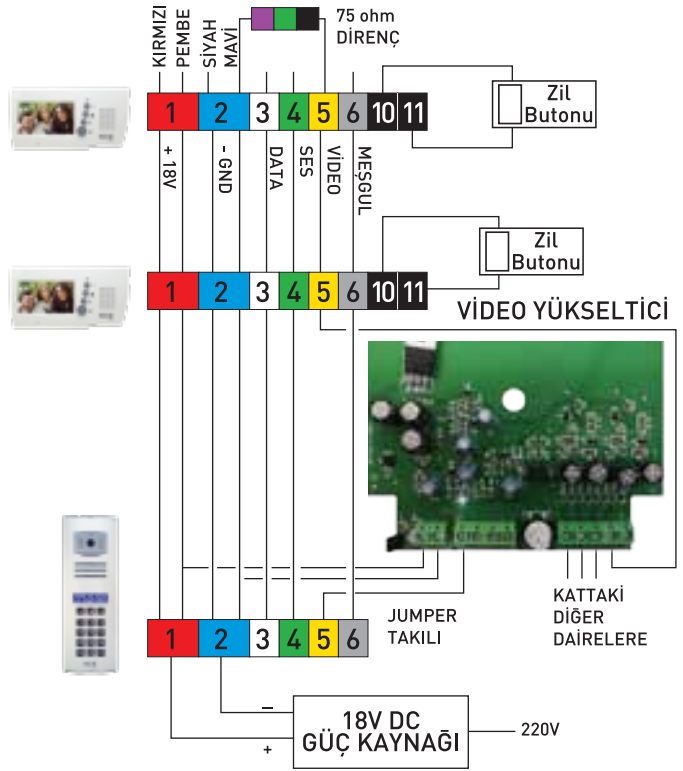 KIRMIZI
PEMBE
SİYAH
MAVİ
75 ohm
DİRENÇ
1 2 3 4 5 6 10 11
Zil
Butonu
+ 18V
- GND
DATA
SES
VİDEO
MEŞGUL
Zil
Butonu
1 2 3 4 5 6 10 11
VİDEO YÜKSELTİCİ
JUMPER
TAKILI
KATTAKİ
DİĞER
DAİRELERE
1 2 3 4 5 6
–
+
18V DC
GÜÇ KAYNAĞI
220V